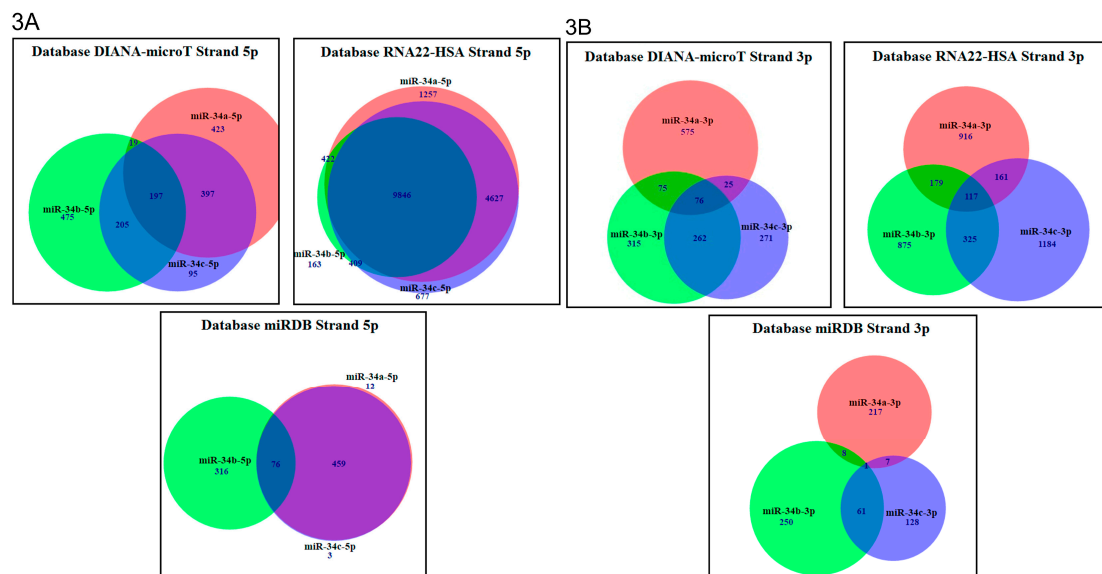 3A
Database DIANA-microT Strand 5p
miR-34a-5p
423
19
197
397
miR-34b-5p
475
205
miR-34c-5p
95
Database RNA22-HSA Strand 5p
miR-34a-5p
1257
422
9846
4627
miR-34b-5p
163
409
miR-34c-5p
677
Database miRDB Strand 5p
miR-34a-5p
12
miR-34b-5p
316
76
459
miR-34c-5p
3
3B
Database DIANA-microT Strand 3p
miR-34a-3p
575
75
25
76
miR-34b-3p
315
262
miR-34c-3p
271
Database RNA22-HSA Strand 3p
miR-34a-3p
916
179
161
117
miR-34b-3p
875
325
miR-34c-3p
1184
Database miRDB Strand 3p
miR-34a-3p
217
8
7
miR-34b-3p
250
61
miR-34c-3p
128